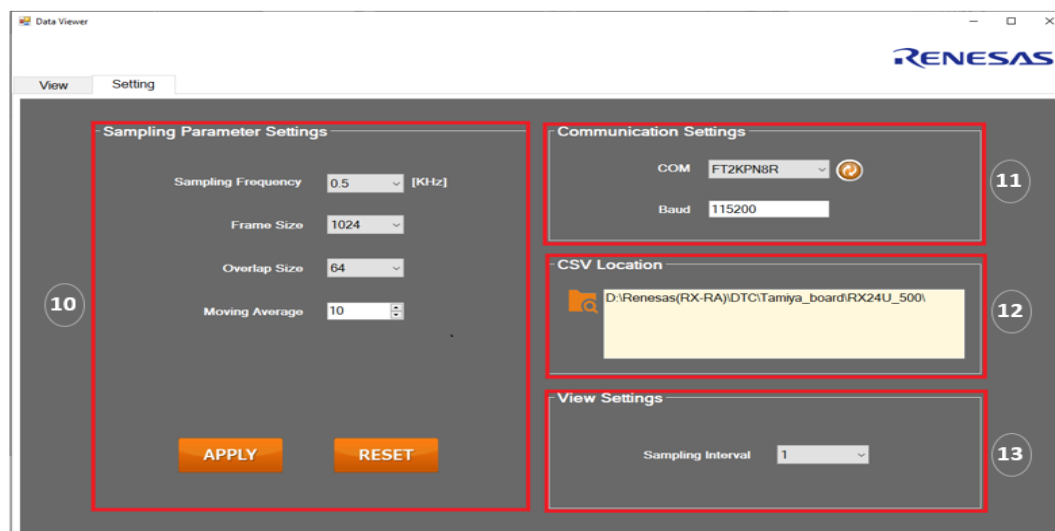 Data Viewer
RENESAS
View Setting
Sampling Parameter Settings
Sampling Frequency 0.5 [KHz]
Frame Size 1024
Overlap Size 64
Moving Average 10
APPLY RESET
10
Communication Settings
COM FT2KPN8R
Baud 115200
11
CSV Location
D:\Renesas(RX-RA)\DTC\Tamiya_board\RX24U_500\
12
View Settings
Sampling Interval 1
13